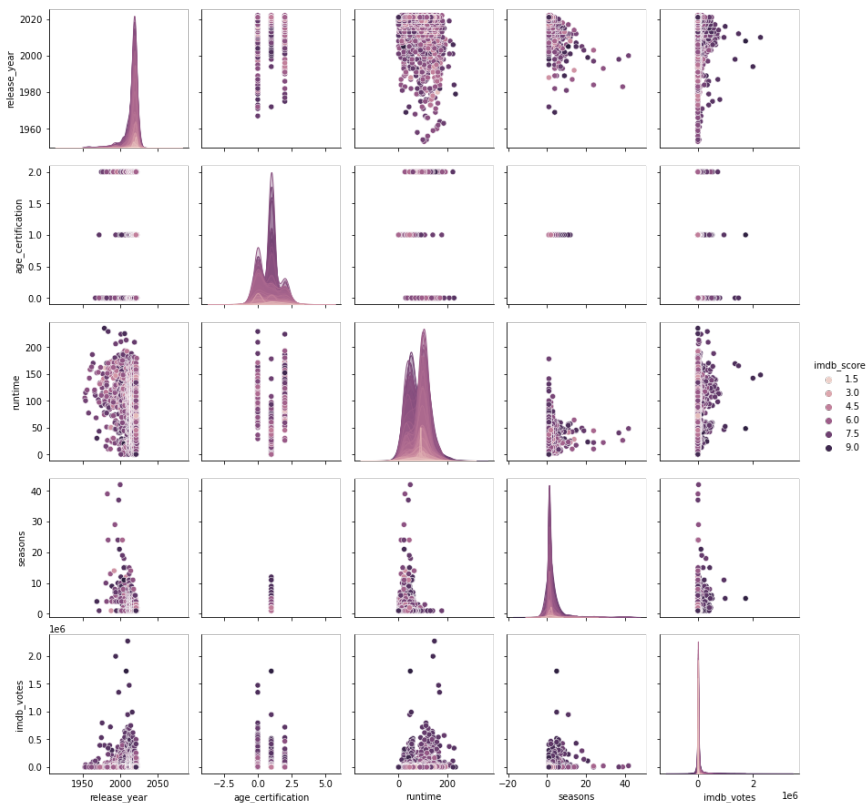 2020
2000
1980
1960
release_year
2.0
1.5
1.0
0.5
0.0
age_certification
200
150
100
50
0
runtime
imdb_score
1.5
3.0
4.5
6.0
7.5
9.0
40
30
20
10
0
seasons
1e6
2.0
1.5
1.0
0.5
0.0
imdb_votes
1950 2000 2050
−2.5 0.0 2.5 5.0
0 200
−20 0 20 40
0 1 2 3
1e6
release_year age_certification runtime seasons imdb_votes